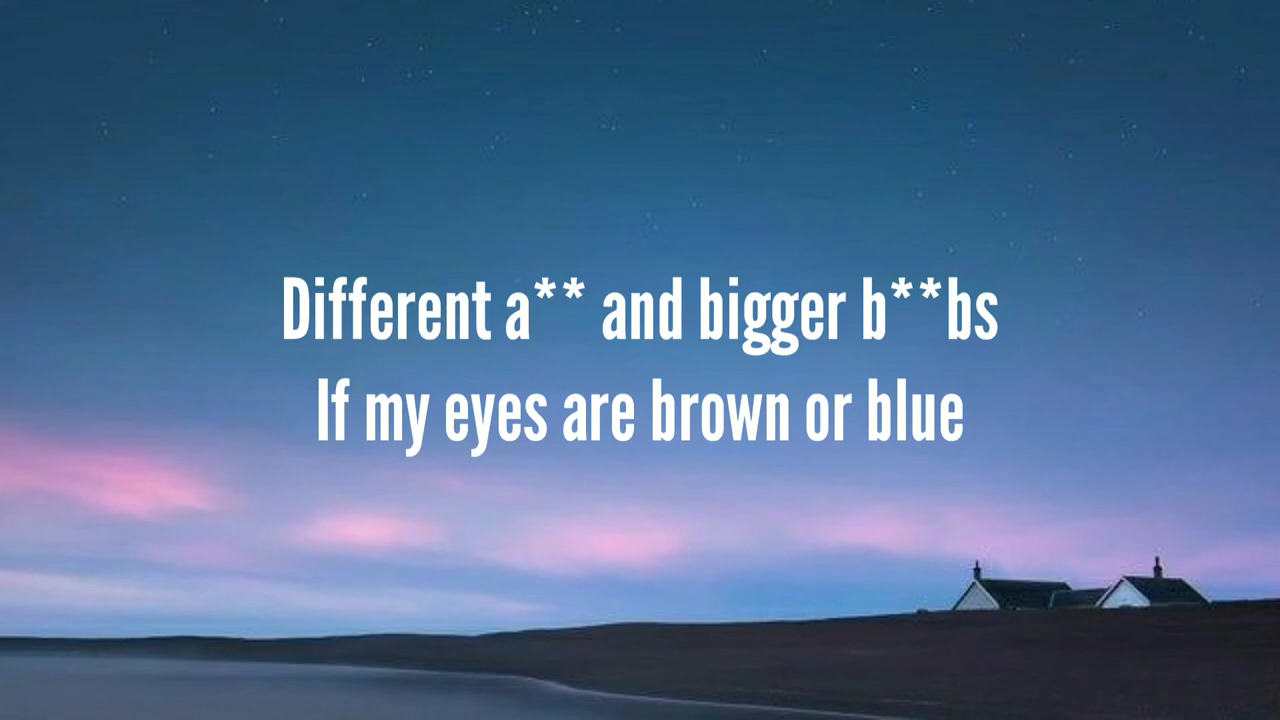 Different a** and bigger b**bs
If my eyes are brown or blue